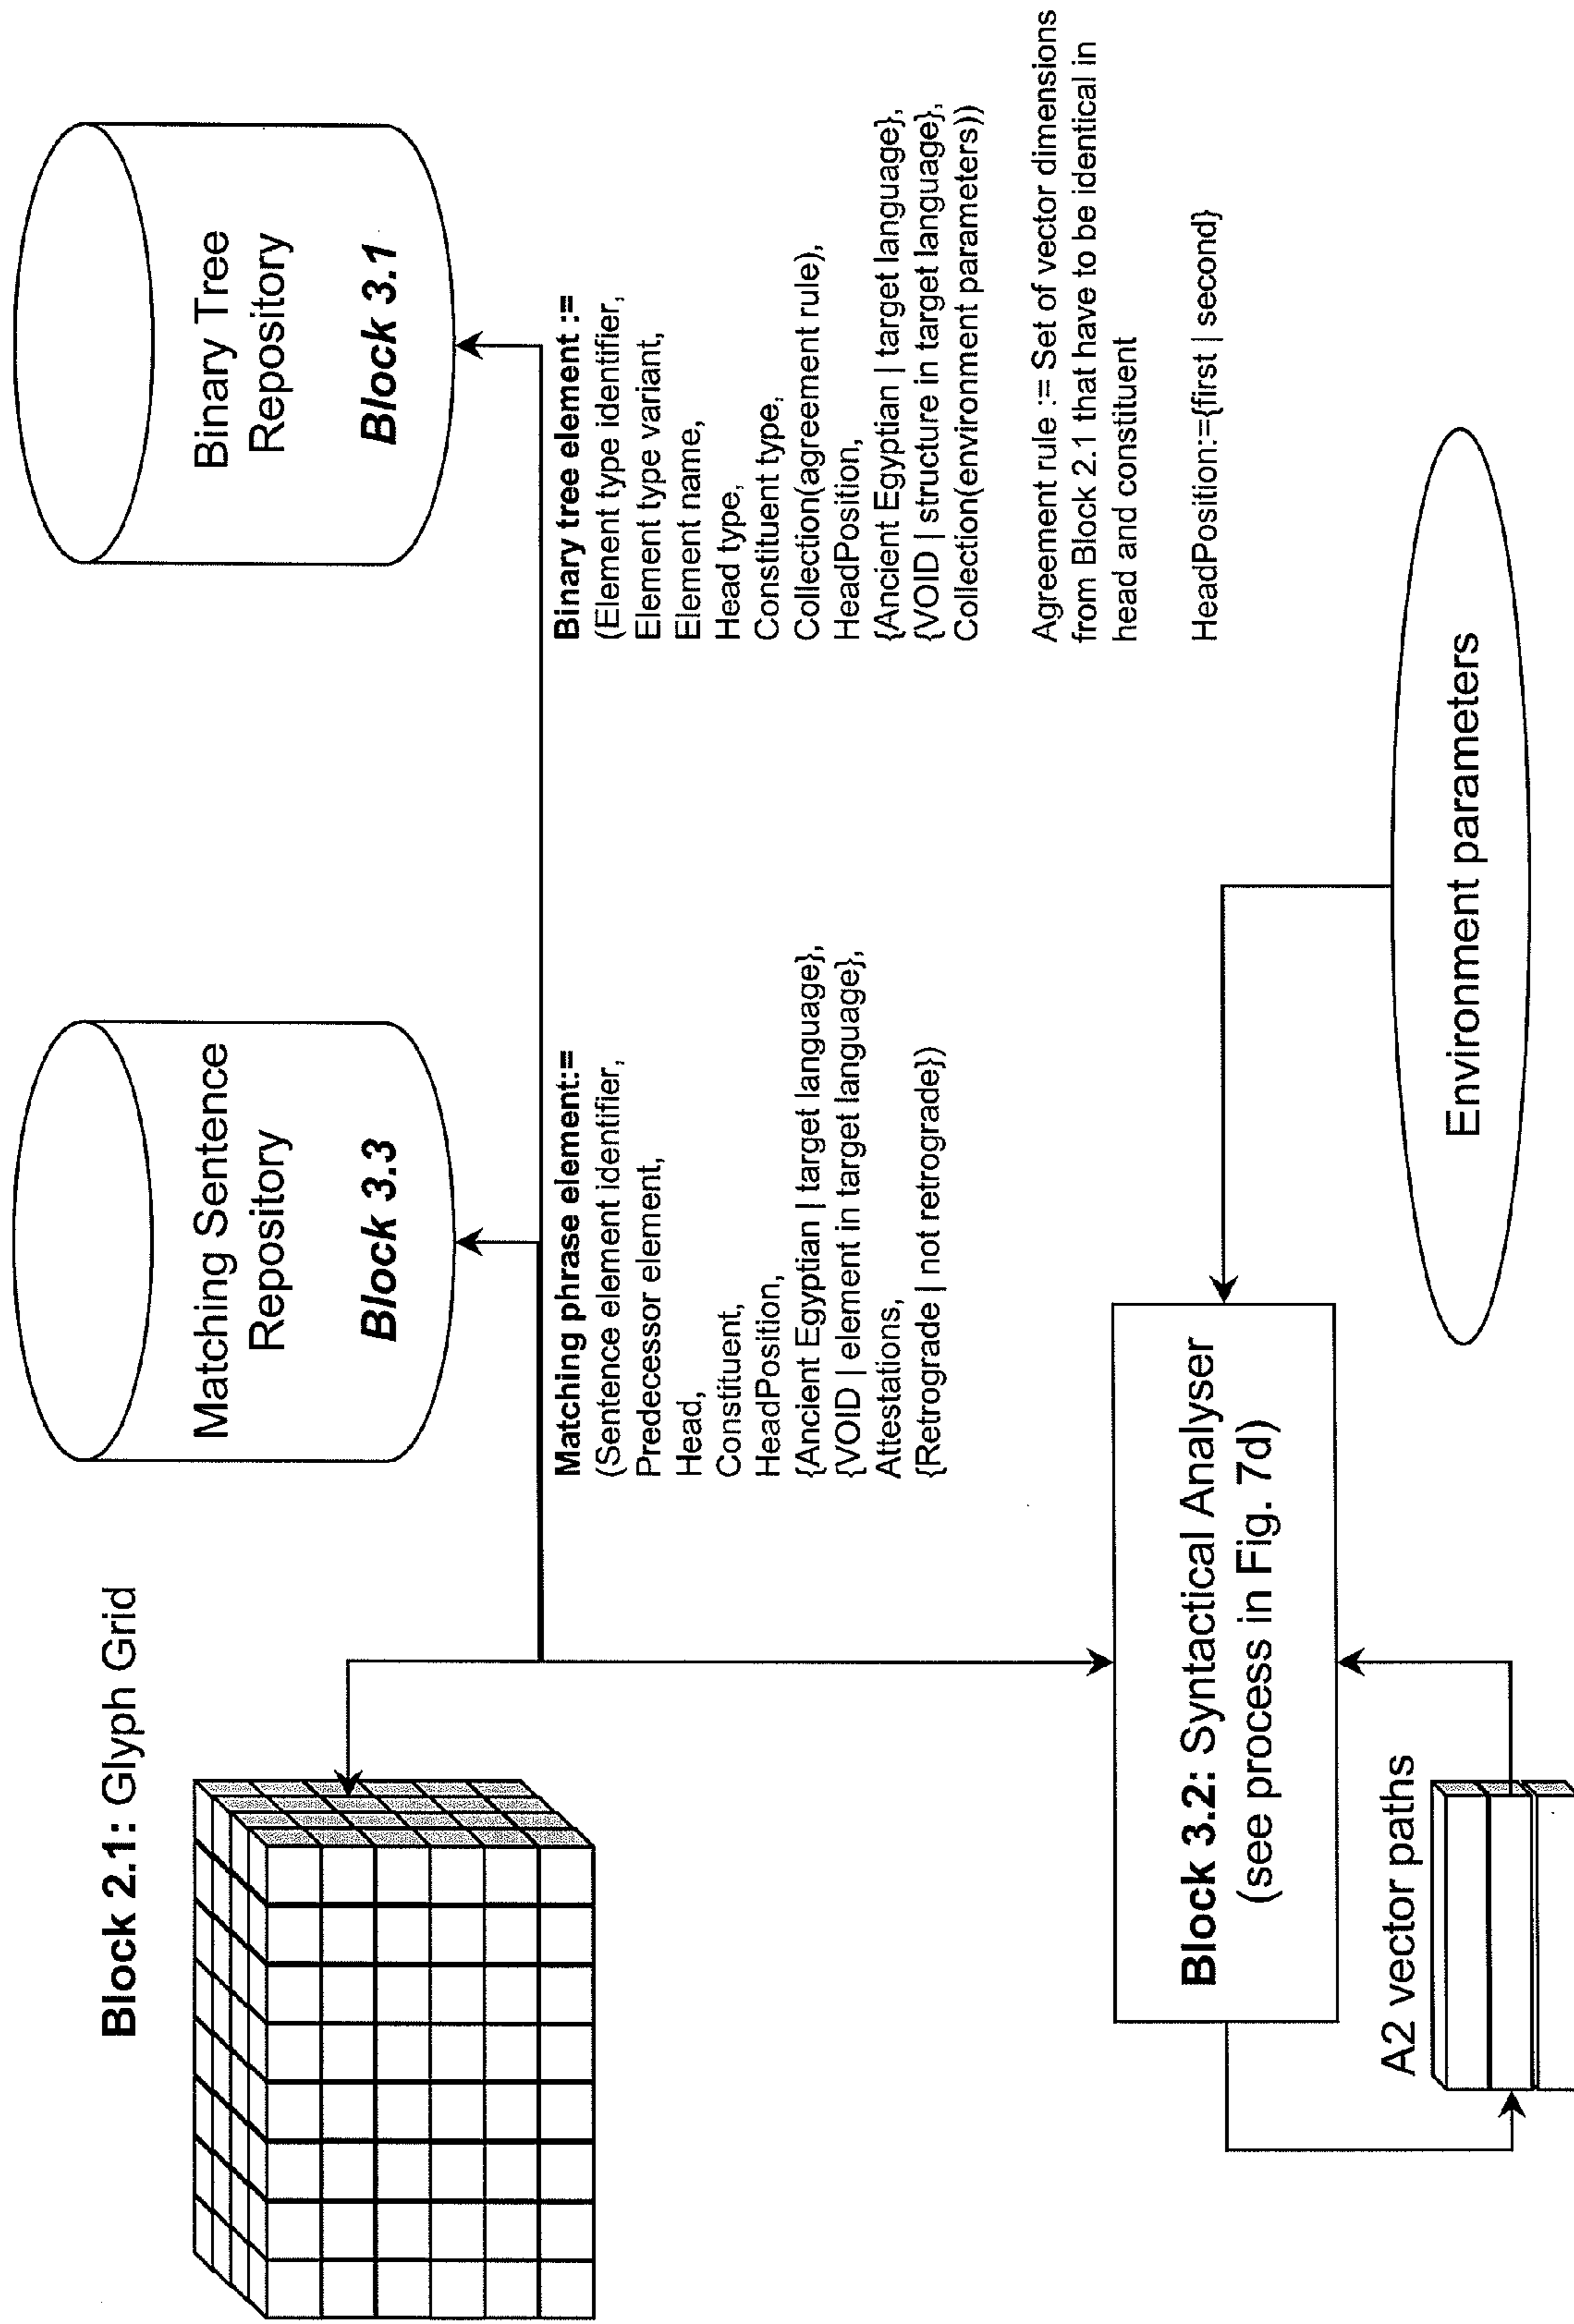 Block 2.1: Glyph Grid
Matching Sentence
Repository
Block 3.3
Binary Tree
Repository
Block 3.1
Matching phrase element:=
(Sentence element identifier,
Predecessor element,
Head,
Constituent,
HeadPosition,
{Ancient Egyptian | target language},
{VOID | element in target language},
Attestations,
{Retrograde | not retrograde})
Binary tree element :=
(Element type identifier,
Element type variant,
Element name,
Head type,
Constituent type,
Collection(agreement rule),
HeadPosition,
{Ancient Egyptian | target language},
{VOID | structure in target language},
Collection(environment parameters))
Agreement rule := Set of vector dimensions
from Block 2.1 that have to be identical in
head and constituent
HeadPosition:={first | second}
Block 3.2: Syntactical Analyser
(see process in Fig. 7d)
A2 vector paths
Environment parameters